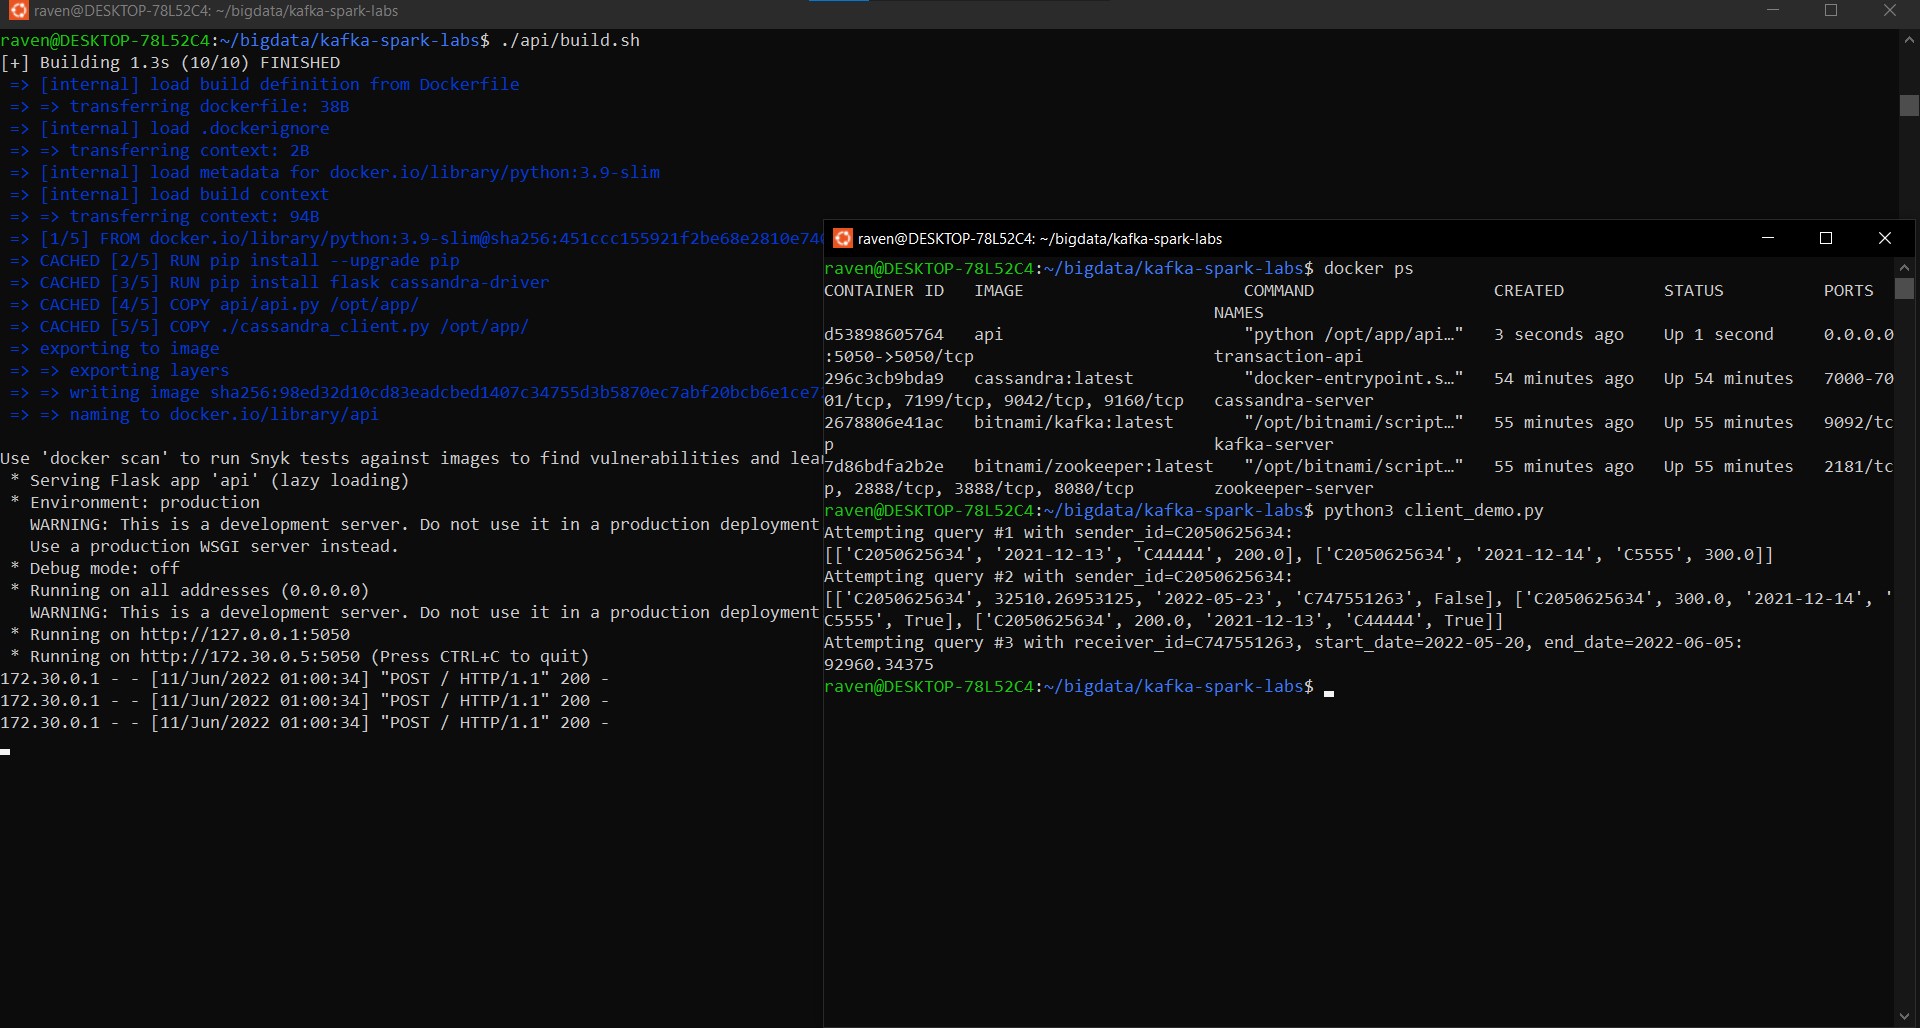 raven@DESKTOP-78L52C4: ~/bigdata/kafka-spark-labs
raven@DESKTOP-78L52C4:~/bigdata/kafka-spark-labs$ ./api/build.sh
[+] Building 1.3s (10/10) FINISHED
=> [internal] load build definition from Dockerfile
=> => transferring dockerfile: 38B
=> [internal] load .dockerignore
=> => transferring context: 2B
=> [internal] load metadata for docker.io/library/python:3.9-slim
=> [internal] load build context
=> => transferring context: 94B
=> [1/5] FROM docker.io/library/python:3.9-slim@sha256:451ccc155921f2be68e2810e74
=> CACHED [2/5] RUN pip install --upgrade pip
=> CACHED [3/5] RUN pip install flask cassandra-driver
=> CACHED [4/5] COPY api/api.py /opt/app/
=> CACHED [5/5] COPY ./cassandra_client.py /opt/app/
=> exporting to image
=> => exporting layers
=> => writing image sha256:98ed32d10cd83eadcbed1407c34755d3b5870ec7abf20bcb6e1ce7
=> => naming to docker.io/library/api
Use 'docker scan' to run Snyk tests against images to find vulnerabilities and lea
* Serving Flask app 'api' (lazy loading)
* Environment: production
WARNING: This is a development server. Do not use it in a production deployment
Use a production WSGI server instead.
* Debug mode: off
* Running on all addresses (0.0.0.0)
WARNING: This is a development server. Do not use it in a production deployment
* Running on http://127.0.0.1:5050
* Running on http://172.30.0.5:5050 (Press CTRL+C to quit)
172.30.0.1 - - [11/Jun/2022 01:00:34] "POST / HTTP/1.1" 200 -
172.30.0.1 - - [11/Jun/2022 01:00:34] "POST / HTTP/1.1" 200 -
172.30.0.1 - - [11/Jun/2022 01:00:34] "POST / HTTP/1.1" 200 -
raven@DESKTOP-78L52C4: ~/bigdata/kafka-spark-labs
raven@DESKTOP-78L52C4:~/bigdata/kafka-spark-labs$ docker ps
CONTAINER ID IMAGE COMMAND CREATED STATUS PORTS
NAMES
d53898605764 api "python /opt/app/api…" 3 seconds ago Up 1 second 0.0.0.0
:5050->5050/tcp transaction-api
296c3cb9bda9 cassandra:latest "docker-entrypoint.s…" 54 minutes ago Up 54 minutes 7000-70
01/tcp, 7199/tcp, 9042/tcp, 9160/tcp cassandra-server
2678806e41ac bitnami/kafka:latest "/opt/bitnami/script…" 55 minutes ago Up 55 minutes 9092/tc
p kafka-server
7d86bdfa2b2e bitnami/zookeeper:latest "/opt/bitnami/script…" 55 minutes ago Up 55 minutes 2181/tc
p, 2888/tcp, 3888/tcp, 8080/tcp zookeeper-server
raven@DESKTOP-78L52C4:~/bigdata/kafka-spark-labs$ python3 client_demo.py
Attempting query #1 with sender_id=C2050625634:
[['C2050625634', '2021-12-13', 'C44444', 200.0], ['C2050625634', '2021-12-14', 'C5555', 300.0]]
Attempting query #2 with sender_id=C2050625634:
[['C2050625634', 32510.26953125, '2022-05-23', 'C747551263', False], ['C2050625634', 300.0, '2021-12-14', '
C5555', True], ['C2050625634', 200.0, '2021-12-13', 'C44444', True]]
Attempting query #3 with receiver_id=C747551263, start_date=2022-05-20, end_date=2022-06-05:
92960.34375
raven@DESKTOP-78L52C4:~/bigdata/kafka-spark-labs$